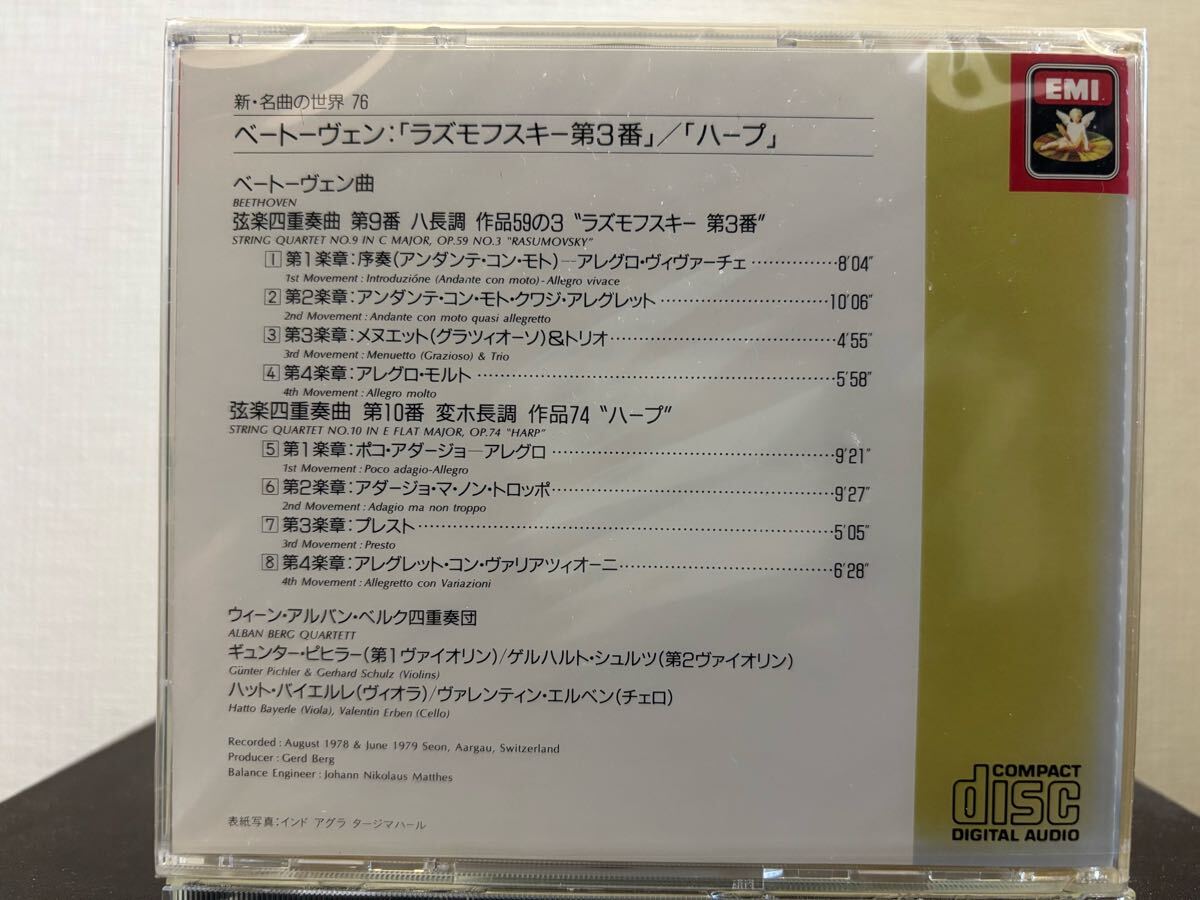 新・名曲の世界 76
ベートーヴェン:「ラズモフスキー第3番」/「ハープ」
EMI
ベートーヴェン曲
BEETHOVEN
弦楽四重奏曲 第9番 ハ長調 作品59の3 “ラズモフスキー 第3番”
STRING QUARTET NO.9 IN C MAJOR, OP.59 NO.3 "RASUMOVSKY"
1 第1楽章:序奏(アンダンテ・コン・モト)—アレグロ・ヴィヴァーチェ…………8'04"
1st Movement : Introduzióne (Andante con moto)-Allegro vivace
2 第2楽章:アンダンテ・コン・モト・クワジ・アレグレット…………10'06"
2nd Movement : Andante con moto quasi allegretto
3 第3楽章:メヌエット(グラツィオーソ)&トリオ…………4'55"
3rd Movement : Menuetto (Grazioso) & Trio
4 第4楽章:アレグロ・モルト…………5'58"
4th Movement : Allegro molto
弦楽四重奏曲 第10番 変ホ長調 作品74 “ハープ”
STRING QUARTET NO.10 IN E FLAT MAJOR, OP.74 "HARP"
5 第1楽章:ポコ・アダージョ—アレグロ…………9'21"
1st Movement : Poco adagio-Allegro
6 第2楽章:アダージョ・マ・ノン・トロッポ…………9'27"
2nd Movement : Adagio ma non troppo
7 第3楽章:プレスト…………5'05"
3rd Movement : Presto
8 第4楽章:アレグレット・コン・ヴァリアツィオーニ…………6'28"
4th Movement : Allegretto con Variazioni
ウィーン・アルバン・ベルク四重奏団
ALBAN BERG QUARTETT
ギュンター・ピヒラー(第1ヴァイオリン)/ゲルハルト・シュルツ(第2ヴァイオリン)
Günter Pichler & Gerhard Schulz (Violins)
ハット・バイエルレ(ヴィオラ)/ヴァレンティン・エルベン(チェロ)
Hatto Bayerle (Viola), Valentin Erben (Cello)
Recorded : August 1978 & June 1979 Seon, Aargau, Switzerland
Producer : Gerd Berg
Balance Engineer : Johann Nikolaus Matthes
表紙写真:インド アグラ タージマハール
COMPACT
disc
DIGITAL AUDIO